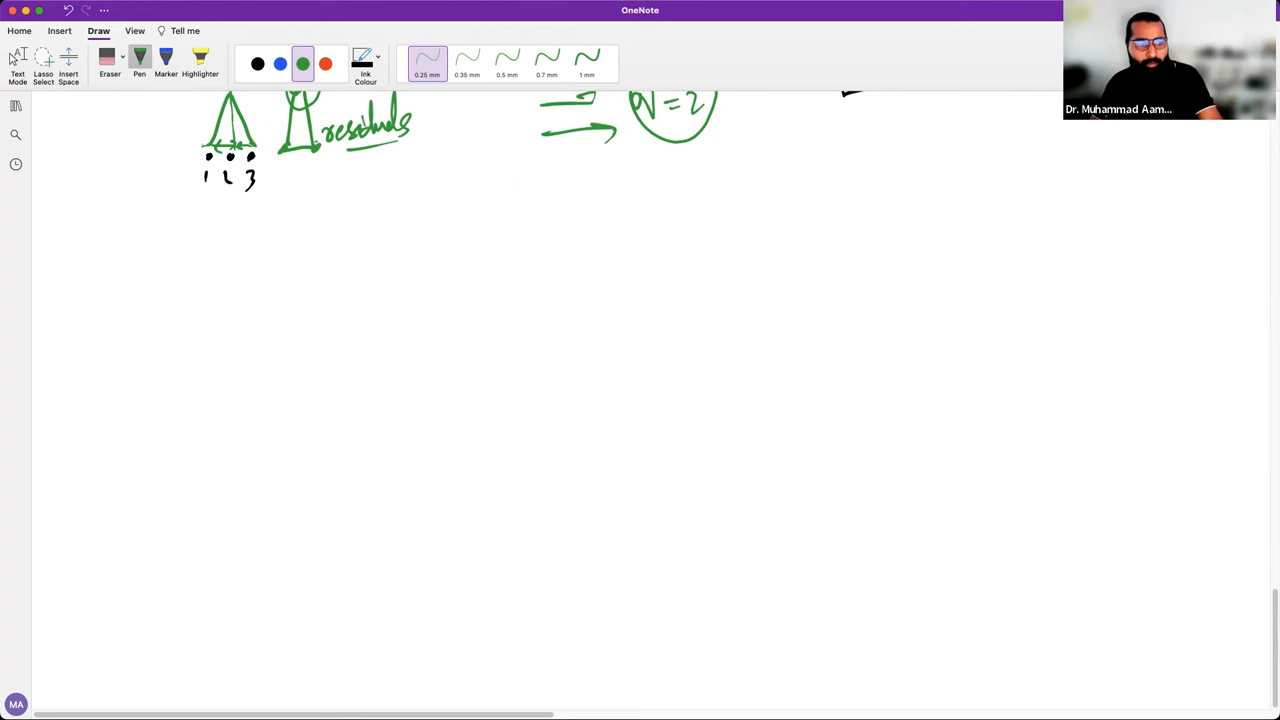 OneNote
Home Insert Draw View Tell me
Text Mode
Lasso Select
Insert Space
Eraser
Pen
Marker
Highlighter
Ink Colour
0.25 mm
0.35 mm
0.5 mm
0.7 mm
1 mm
Dr. Muhammad Aam...
= 2
residuals
1 2 3
MA